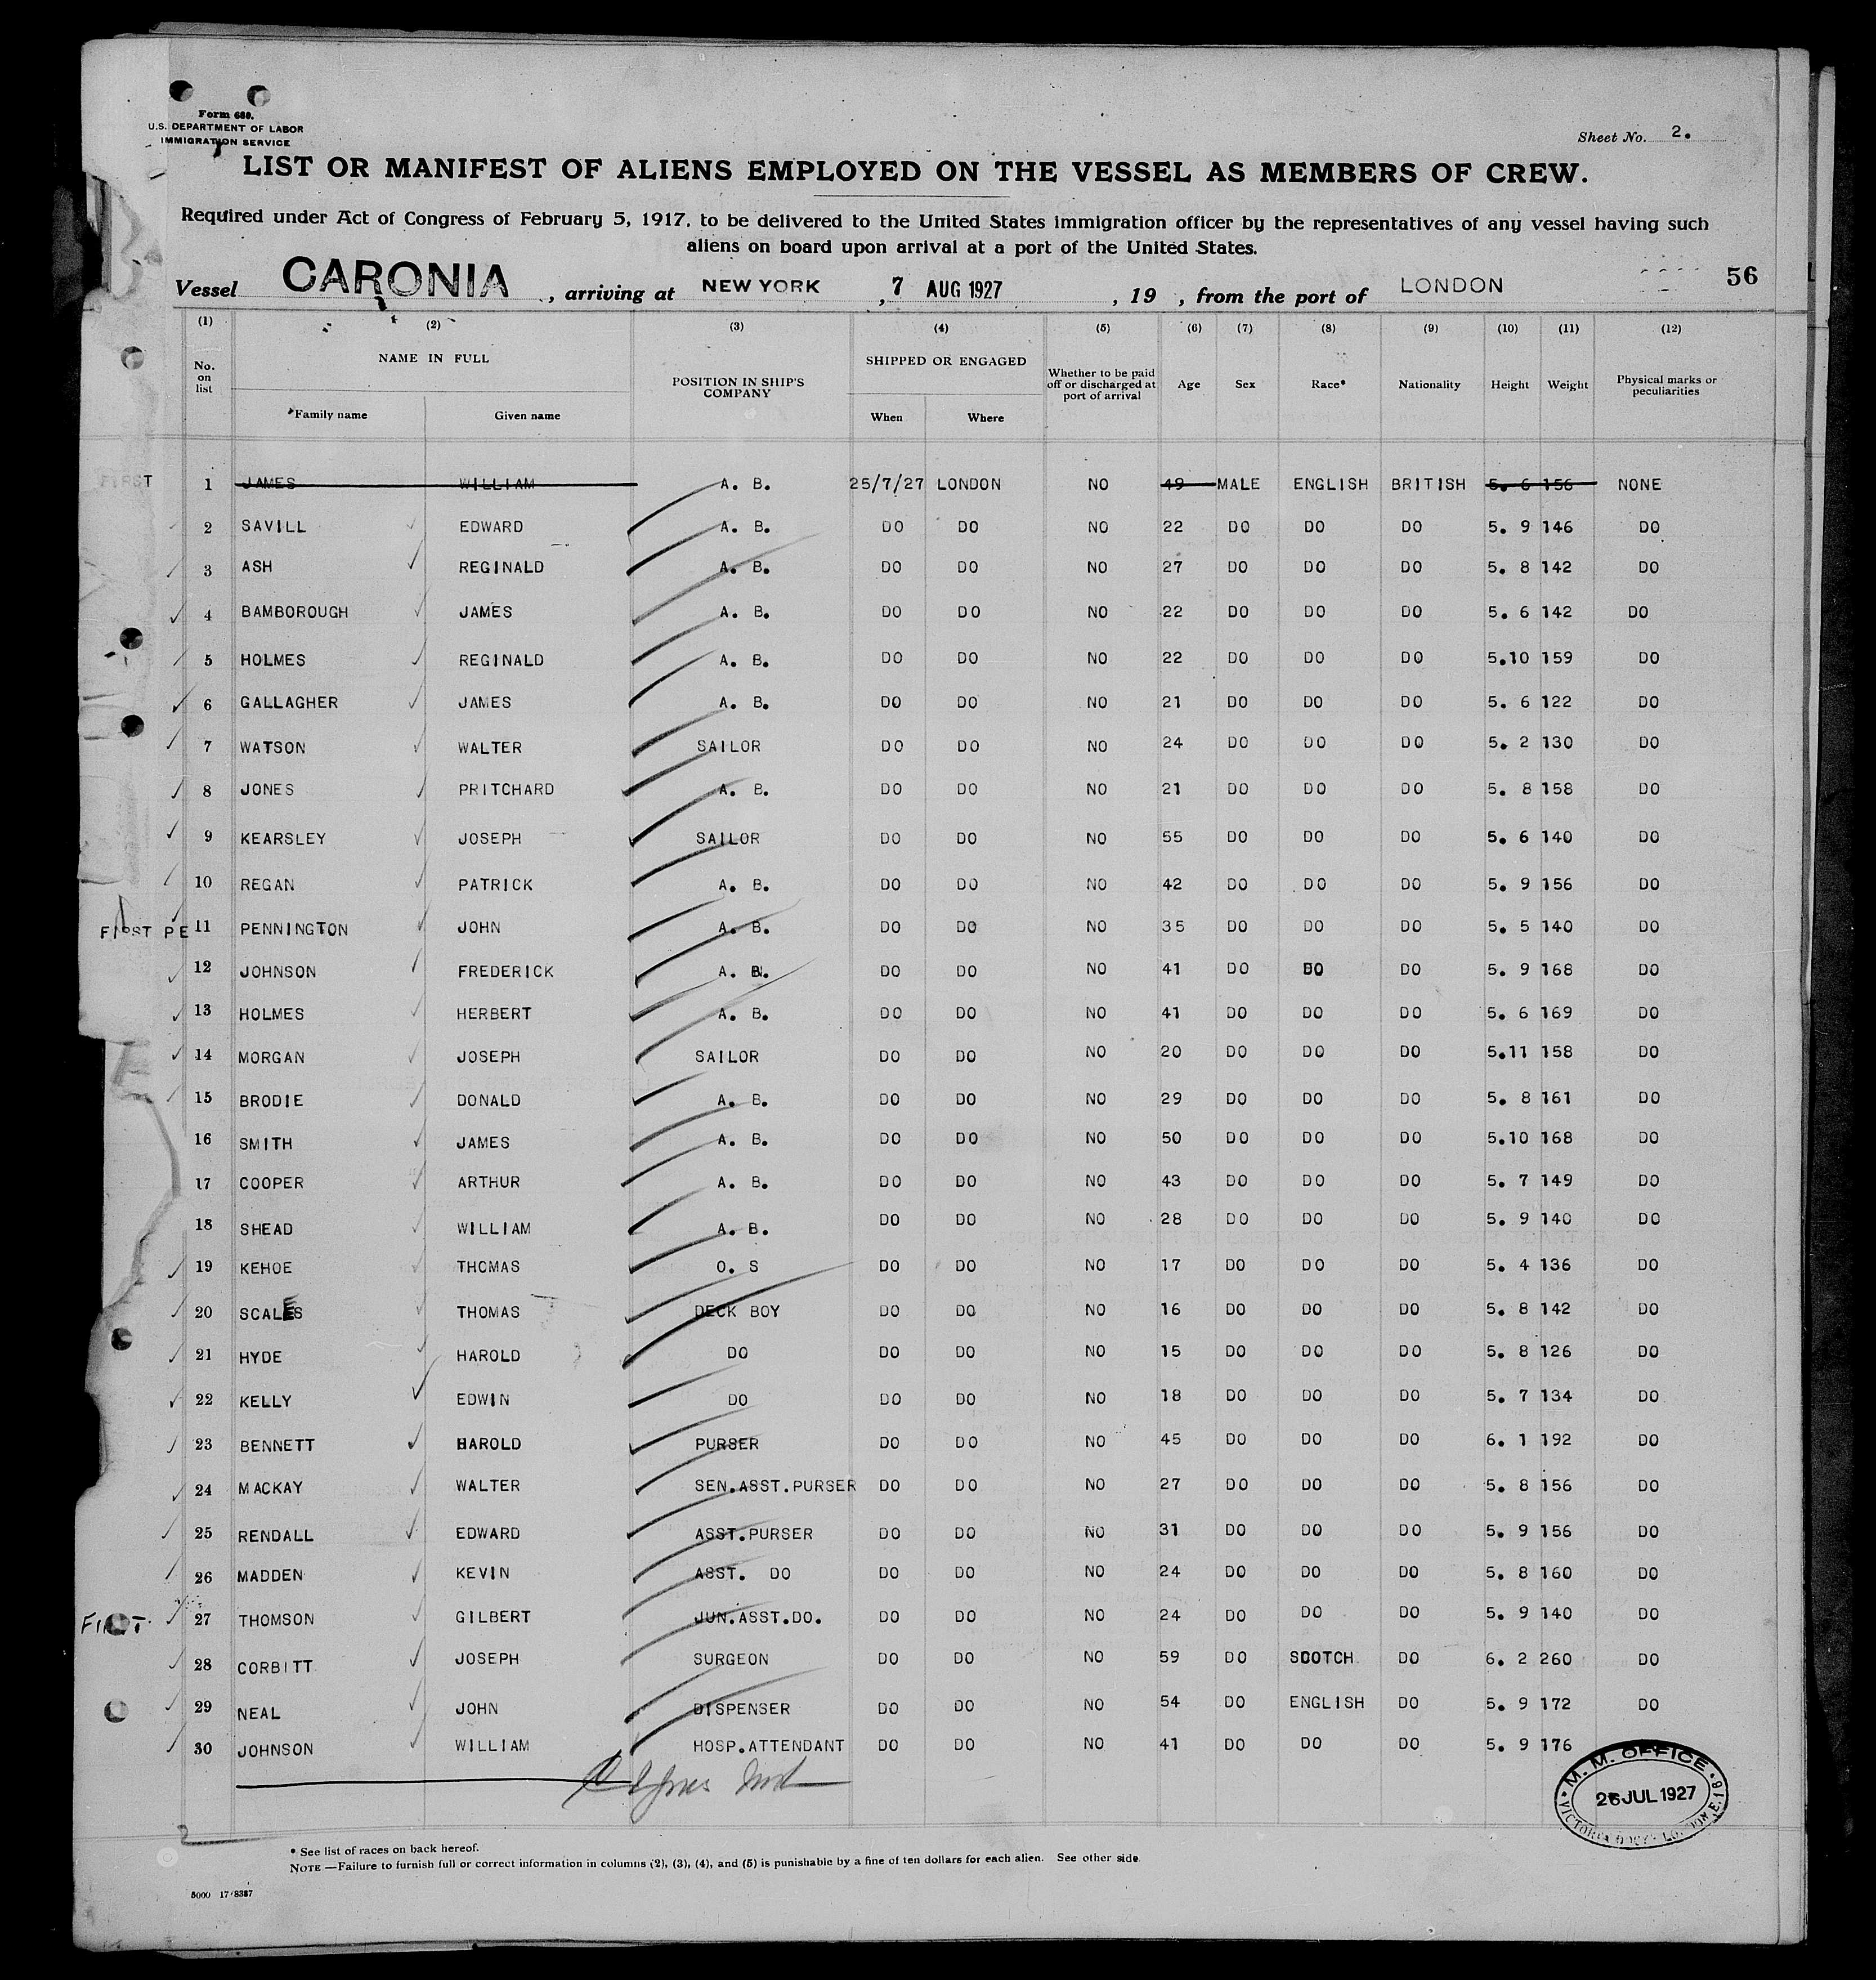 Form 680.
U.S. DEPARTMENT OF LABOR
IMMIGRATION SERVICE
Sheet No. 2.
LIST OR MANIFEST OF ALIENS EMPLOYED ON THE VESSEL AS MEMBERS OF CREW.
Required under Act of Congress of February 5, 1917, to be delivered to the United States immigration officer by the representatives of any vessel having such
aliens on board upon arrival at a port of the United States.
Vessel CARONIA, arriving at NEW YORK, 7 AUG 1927, 19 , from the port of LONDON 56
(1) (2) (3) (4) (5) (6) (7) (8) (9) (10) (11) (12)
No. on list NAME IN FULL Family name Given name POSITION IN SHIP'S COMPANY SHIPPED OR ENGAGED When Where Whether to be paid off or discharged at port of arrival Age Sex Race* Nationality Height Weight Physical marks or peculiarities
FIRST 1 JAMES WILLIAM A. B. 25/7/27 LONDON NO 49 MALE ENGLISH BRITISH 5. 6 156 NONE
2 SAVILL EDWARD A. B. DO DO NO 22 DO DO DO 5. 9 146 DO
3 ASH REGINALD A. B. DO DO NO 27 DO DO DO 5. 8 142 DO
4 BAMBOROUGH JAMES A. B. DO DO NO 22 DO DO DO 5. 6 142 DO
5 HOLMES REGINALD A. B. DO DO NO 22 DO DO DO 5.10 159 DO
6 GALLAGHER JAMES A. B. DO DO NO 21 DO DO DO 5. 6 122 DO
7 WATSON WALTER SAILOR DO DO NO 24 DO DO DO 5. 2 130 DO
8 JONES PRITCHARD A. B. DO DO NO 21 DO DO DO 5. 8 158 DO
9 KEARSLEY JOSEPH SAILOR DO DO NO 55 DO DO DO 5. 6 140 DO
10 REGAN PATRICK A. B. DO DO NO 42 DO DO DO 5. 9 156 DO
FIRST PE 11 PENNINGTON JOHN A. B. DO DO NO 35 DO DO DO 5. 5 140 DO
12 JOHNSON FREDERICK A. B. DO DO NO 41 DO DO DO 5. 9 168 DO
13 HOLMES HERBERT A. B. DO DO NO 41 DO DO DO 5. 6 169 DO
14 MORGAN JOSEPH SAILOR DO DO NO 20 DO DO DO 5.11 158 DO
15 BRODIE DONALD A. B. DO DO NO 29 DO DO DO 5. 8 161 DO
16 SMITH JAMES A. B. DO DO NO 50 DO DO DO 5.10 168 DO
17 COOPER ARTHUR A. B. DO DO NO 43 DO DO DO 5. 7 149 DO
18 SHEAD WILLIAM A. B. DO DO NO 28 DO DO DO 5. 9 140 DO
19 KEHOE THOMAS O. S DO DO NO 17 DO DO DO 5. 4 136 DO
20 SCALES THOMAS DECK BOY DO DO NO 16 DO DO DO 5. 8 142 DO
21 HYDE HAROLD DO DO DO NO 15 DO DO DO 5. 8 126 DO
22 KELLY EDWIN DO DO DO NO 18 DO DO DO 5. 7 134 DO
23 BENNETT HAROLD PURSER DO DO NO 45 DO DO DO 6. 1 192 DO
24 MACKAY WALTER SEN.ASST.PURSER DO DO NO 27 DO DO DO 5. 8 156 DO
25 RENDALL EDWARD ASST.PURSER DO DO NO 31 DO DO DO 5. 9 156 DO
26 MADDEN KEVIN ASST. DO DO DO NO 24 DO DO DO 5. 8 160 DO
FIRST 27 THOMSON GILBERT JUN.ASST.DO. DO DO NO 24 DO DO DO 5. 9 140 DO
28 CORBITT JOSEPH SURGEON DO DO NO 59 DO SCOTCH DO 6. 2 260 DO
29 NEAL JOHN DISPENSER DO DO NO 54 DO ENGLISH DO 5. 9 172 DO
30 JOHNSON WILLIAM HOSP.ATTENDANT DO DO NO 41 DO DO DO 5. 9 176
M. M. OFFICE
26 JUL 1927
VICTORIA DOCK LONDON E.16
* See list of races on back hereof.
NOTE —Failure to furnish full or correct information in columns (2), (3), (4), and (5) is punishable by a fine of ten dollars for each alien. See other side.
5000 17/8387